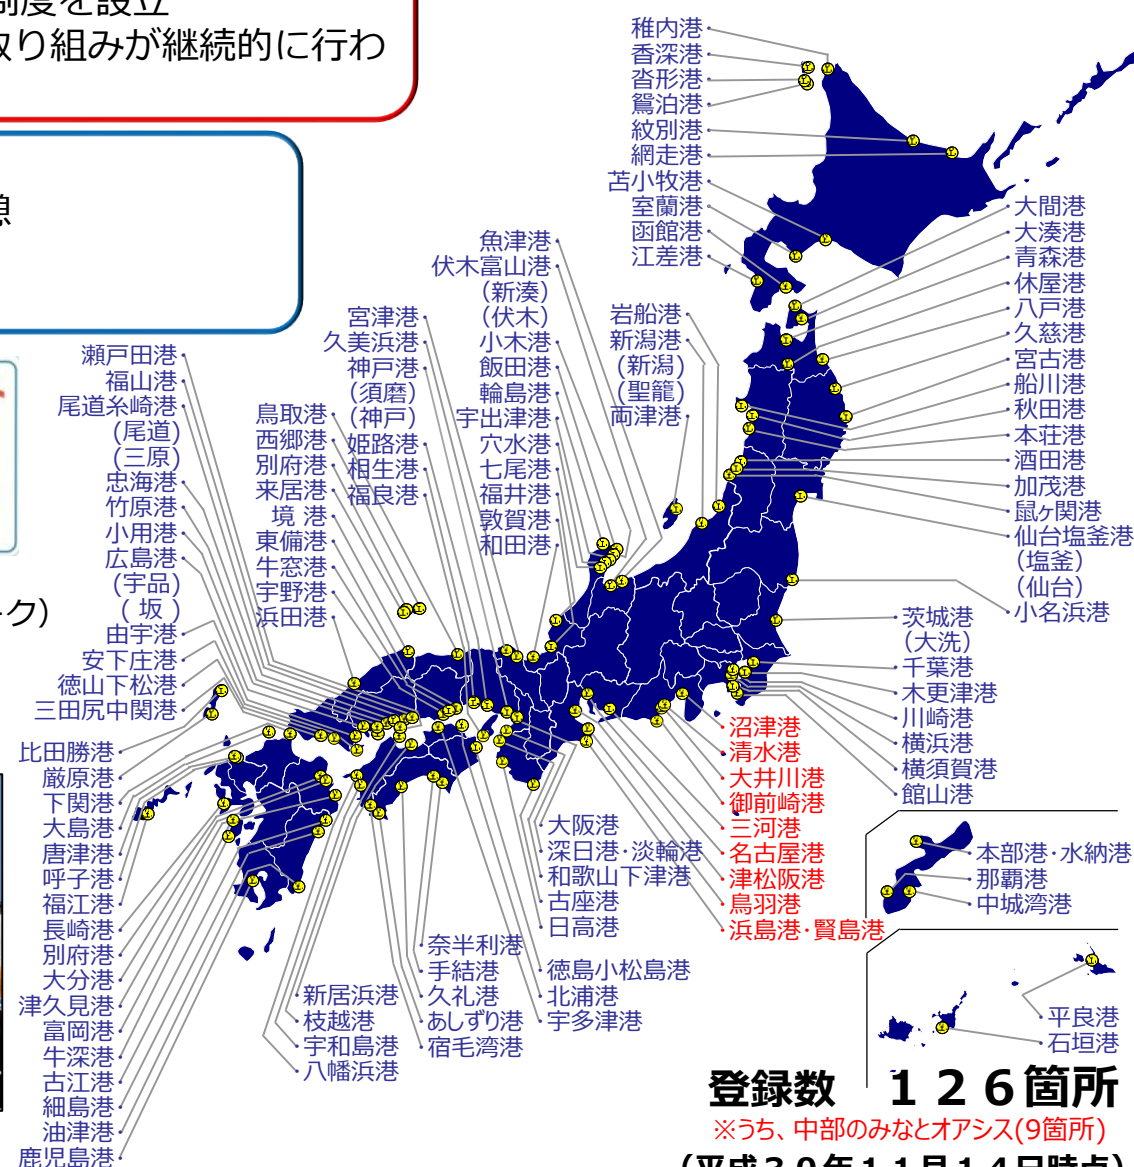 制度を設立
取り組みが継続的に行わ
憩
ーク）
稚内港
香深港
沓形港
鴛泊港
紋別港
網走港
苫小牧港
室蘭港
函館港
江差港
大間港
大湊港
青森港
休屋港
八戸港
久慈港
宮古港
船川港
秋田港
本荘港
酒田港
加茂港
鼠ヶ関港
仙台塩釜港
（塩釜）
（仙台）
小名浜港
魚津港
伏木富山港
（新湊）
（伏木）
小木港
飯田港
輪島港
宇出津港
穴水港
七尾港
福井港
敦賀港
和田港
岩船港
新潟港
（新潟）
（聖籠）
両津港
宮津港
久美浜港
神戸港
（須磨）
（神戸）
姫路港
相生港
福良港
鳥取港
西郷港
別府港
来居港
境 港
東備港
牛窓港
宇野港
浜田港
瀬戸田港
福山港
尾道糸崎港
（尾道）
（三原）
忠海港
竹原港
小用港
広島港
（宇品）
（ 坂 ）
由宇港
安下庄港
徳山下松港
三田尻中関港
比田勝港
厳原港
下関港
大島港
唐津港
呼子港
福江港
長崎港
別府港
大分港
津久見港
富岡港
牛深港
古江港
細島港
油津港
鹿児島港
茨城港
（大洗）
千葉港
木更津港
川崎港
横浜港
横須賀港
館山港
沼津港
清水港
大井川港
御前崎港
三河港
名古屋港
津松阪港
鳥羽港
浜島港・賢島港
大阪港
深日港・淡輪港
和歌山下津港
古座港
日高港
奈半利港
手結港
久礼港
あしずり港
宿毛湾港
徳島小松島港
北浦港
宇多津港
新居浜港
枝越港
宇和島港
八幡浜港
本部港・水納港
那覇港
中城湾港
平良港
石垣港
登録数 １２６箇所
※うち、中部のみなとオアシス(9箇所)
（平成３０年１１月１４日時点）